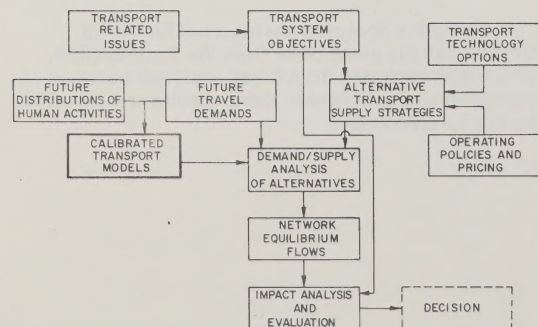 TRANSPORT
RELATED
ISSUES
TRANSPORT
SYSTEM
OBJECTIVES
TRANSPORT
TECHNOLOGY
OPTIONS
FUTURE
DISTRIBUTIONS OF
HUMAN ACTIVITIES
FUTURE
TRAVEL
DEMANDS
ALTERNATIVE
TRANSPORT
SUPPLY STRATEGIES
CALIBRATED
TRANSPORT
MODELS
DEMAND/SUPPLY
ANALYSIS
OF ALTERNATIVES
OPERATING
POLICIES AND
PRICING
NETWORK
EQUILIBRIUM
FLOWS
IMPACT ANALYSIS
AND
EVALUATION
DECISION